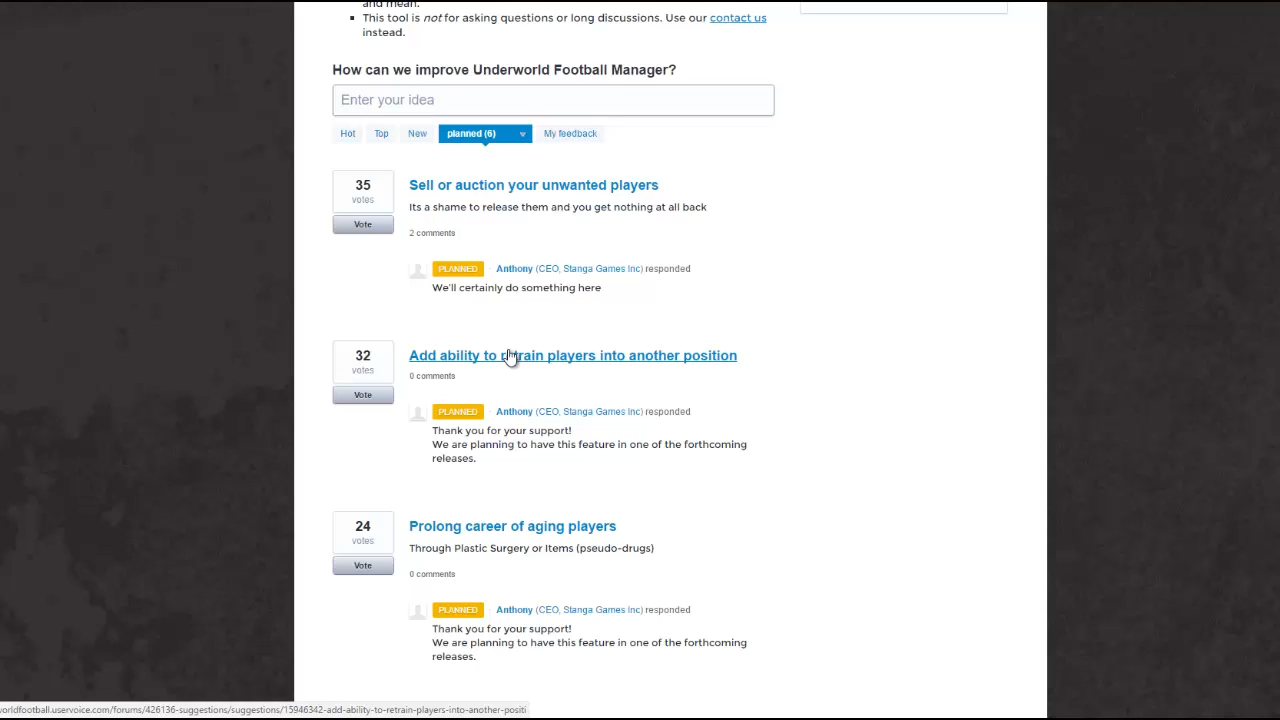 and mean.
This tool is not for asking questions or long discussions. Use our contact us
instead.
How can we improve Underworld Football Manager?
Enter your idea
Hot Top New planned (6) My feedback
35
votes
Vote
Sell or auction your unwanted players
Its a shame to release them and you get nothing at all back
2 comments
PLANNED · Anthony (CEO, Stanga Games Inc) responded
We'll certainly do something here
32
votes
Vote
Add ability to retrain players into another position
0 comments
PLANNED · Anthony (CEO, Stanga Games Inc) responded
Thank you for your support!
We are planning to have this feature in one of the forthcoming
releases.
24
votes
Vote
Prolong career of aging players
Through Plastic Surgery or Items (pseudo-drugs)
0 comments
PLANNED · Anthony (CEO, Stanga Games Inc) responded
Thank you for your support!
We are planning to have this feature in one of the forthcoming
releases.
worldfootball.uservoice.com/forums/426136-suggestions/suggestions/15946342-add-ability-to-retrain-players-into-another-positi